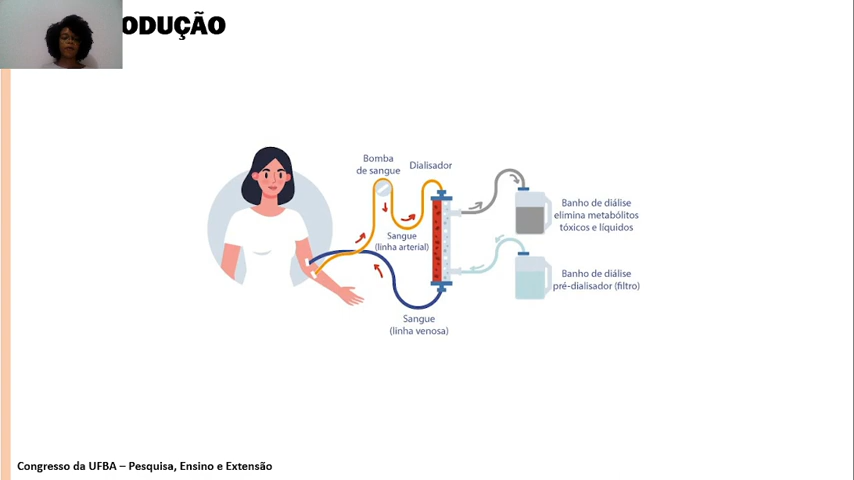 ODUÇÃO
Bomba
de sangue
Dialisador
Sangue
(linha arterial)
Banho de diálise
elimina metabólitos
tóxicos e líquidos
Banho de diálise
pré-dialisador (filtro)
Sangue
(linha venosa)
Congresso da UFBA – Pesquisa, Ensino e Extensão